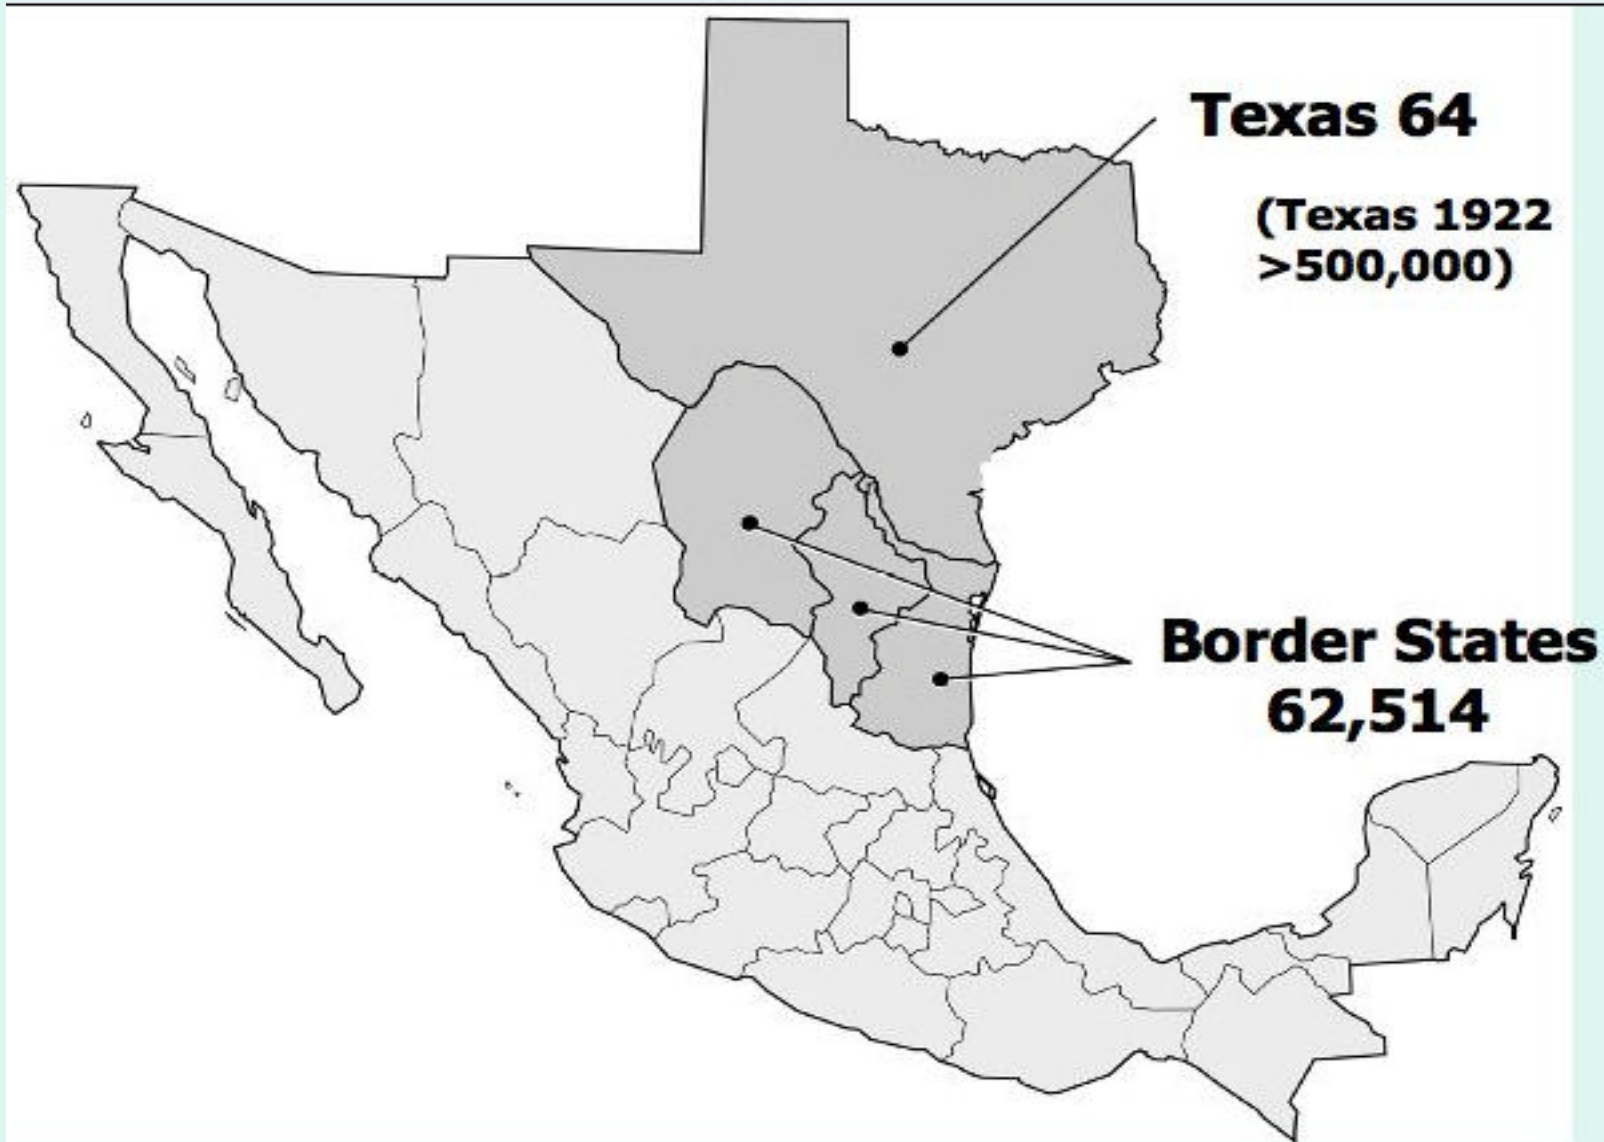 Texas 64
(Texas 1922
>500,000)
Border States
62,514